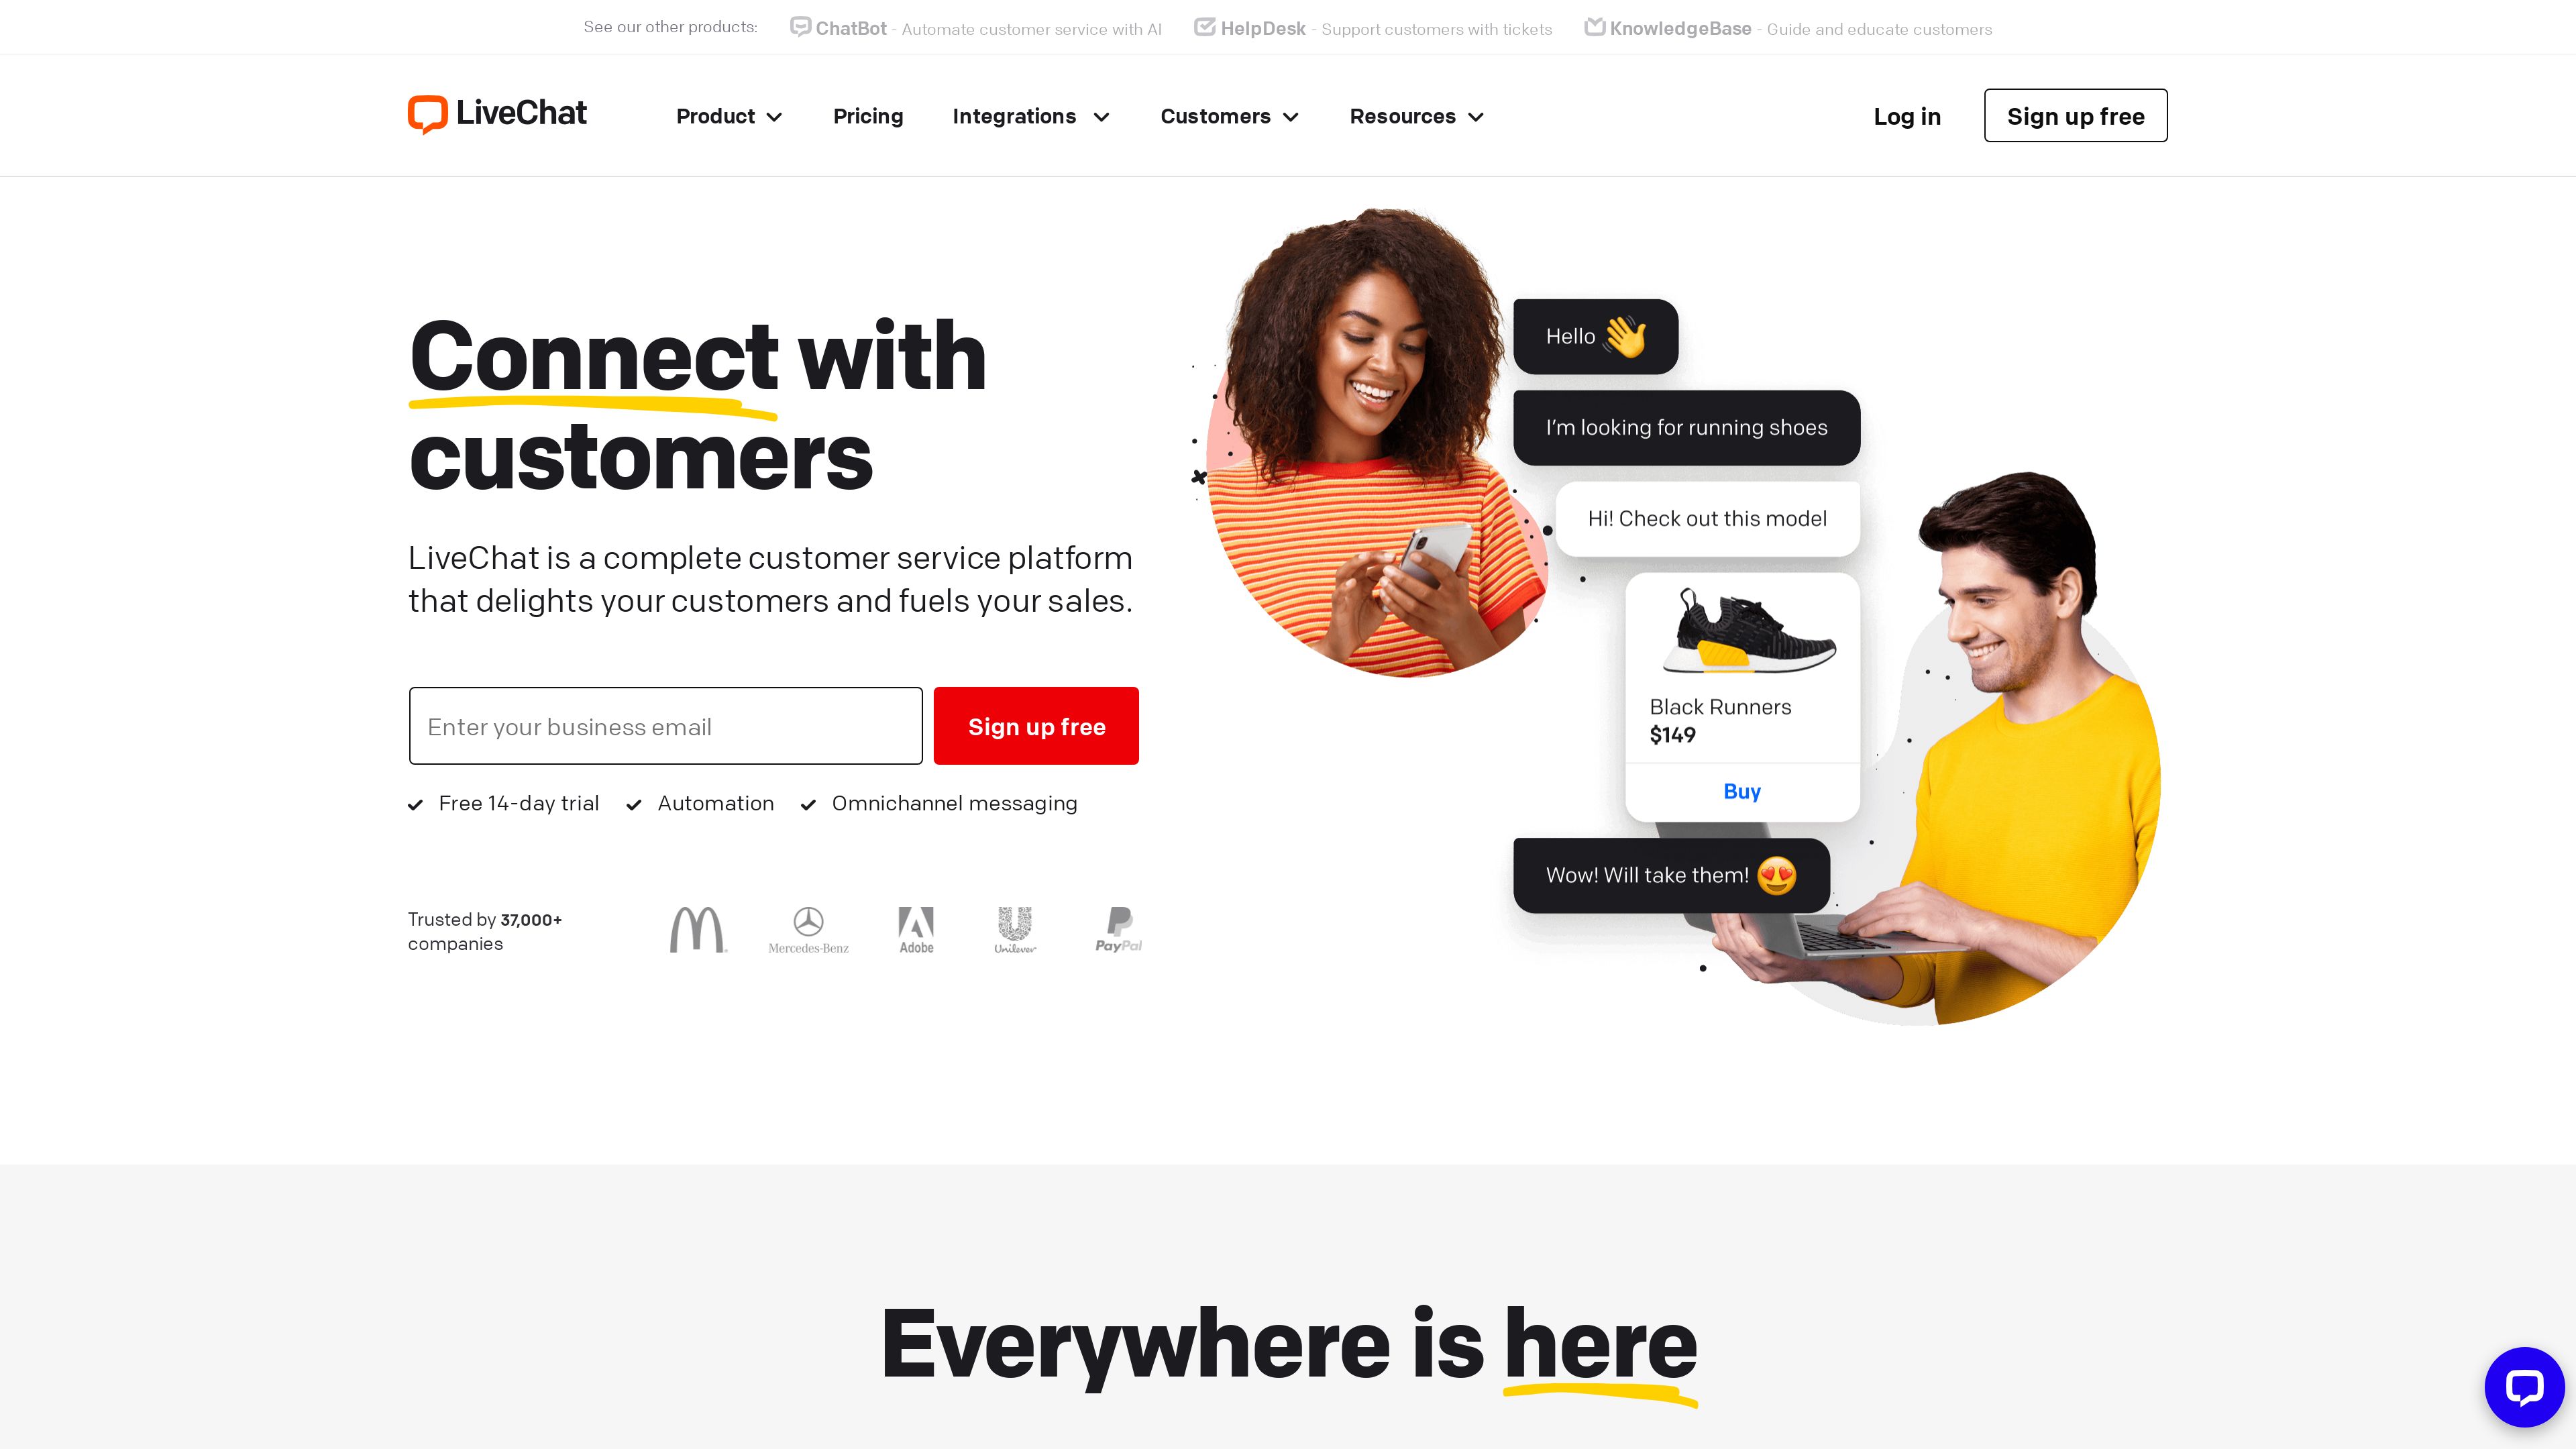 See our other products:
ChatBot - Automate customer service with AI
HelpDesk - Support customers with tickets
KnowledgeBase - Guide and educate customers
LiveChat
Product
Pricing
Integrations
Customers
Resources
Log in
Sign up free
Connect with
customers
LiveChat is a complete customer service platform
that delights your customers and fuels your sales.
Enter your business email
Sign up free
Free 14-day trial
Automation
Omnichannel messaging
Trusted by 37,000+
companies
Mercedes-Benz
Adobe
Unilever
PayPal
Hello 👋
I'm looking for running shoes
Hi! Check out this model
Black Runners
$149
Buy
Wow! Will take them! 😍
Everywhere is here